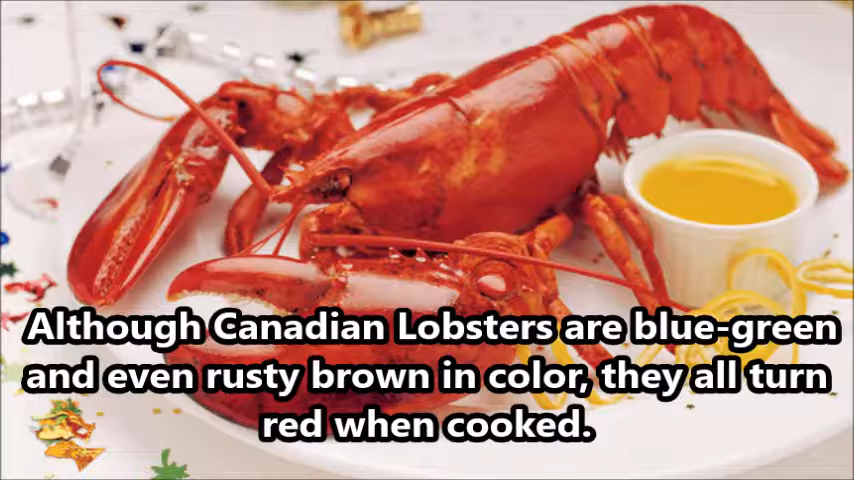 Although Canadian Lobsters are blue-green
and even rusty brown in color, they all turn
red when cooked.